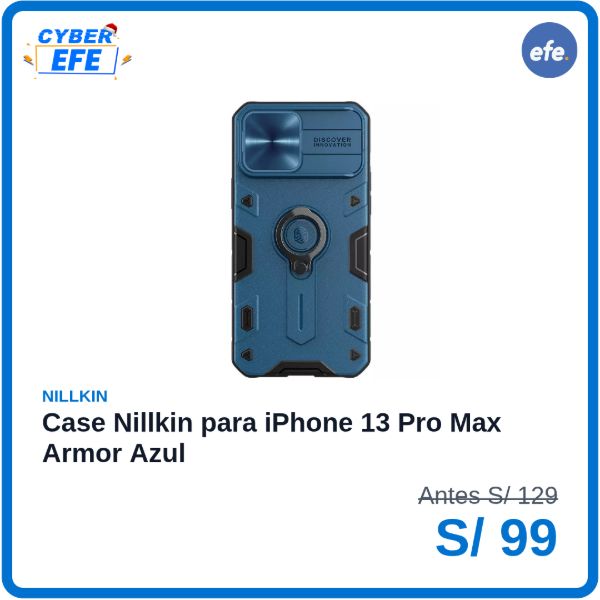 CYBER
EFE
efe.
DISCOVER
INNOVATION
NILLKIN
Case Nillkin para iPhone 13 Pro Max
Armor Azul
Antes S/ 129
S/ 99